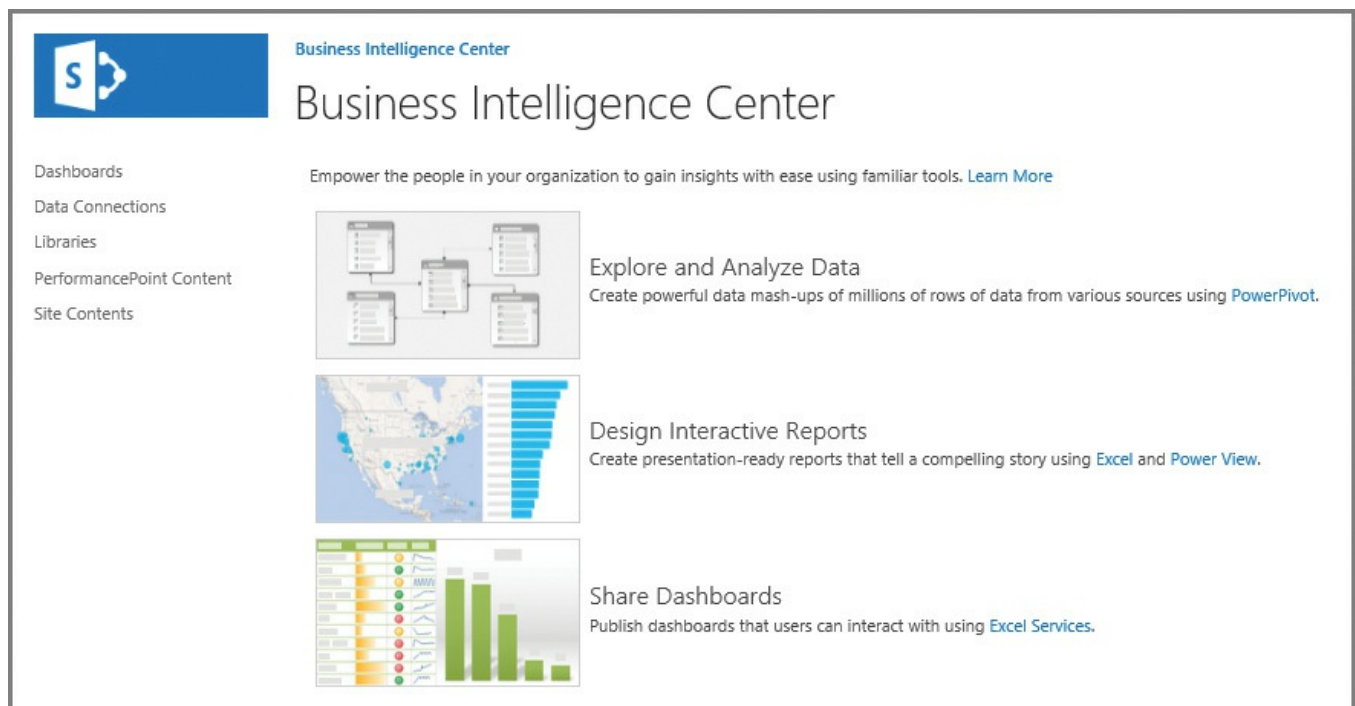 S
Business Intelligence Center
Business Intelligence Center
Dashboards
Data Connections
Libraries
PerformancePoint Content
Site Contents
Empower the people in your organization to gain insights with ease using familiar tools. Learn More
Explore and Analyze Data
Create powerful data mash-ups of millions of rows of data from various sources using PowerPivot.
Design Interactive Reports
Create presentation-ready reports that tell a compelling story using Excel and Power View.
Share Dashboards
Publish dashboards that users can interact with using Excel Services.